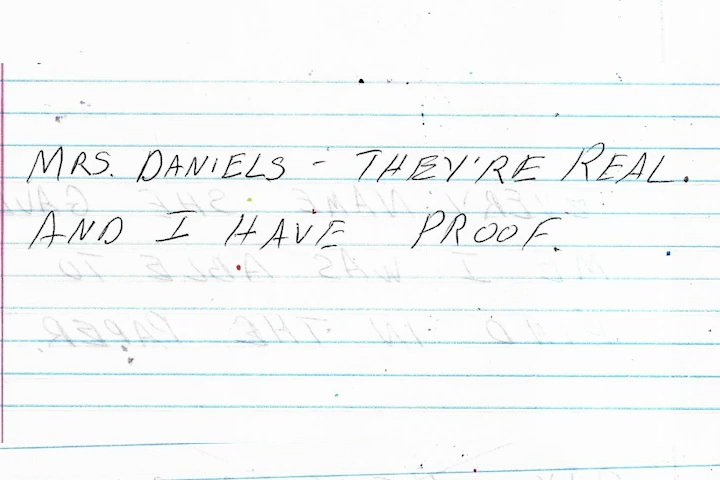 MRS. DANIELS - THEY'RE REAL.
AND I HAVE PROOF.